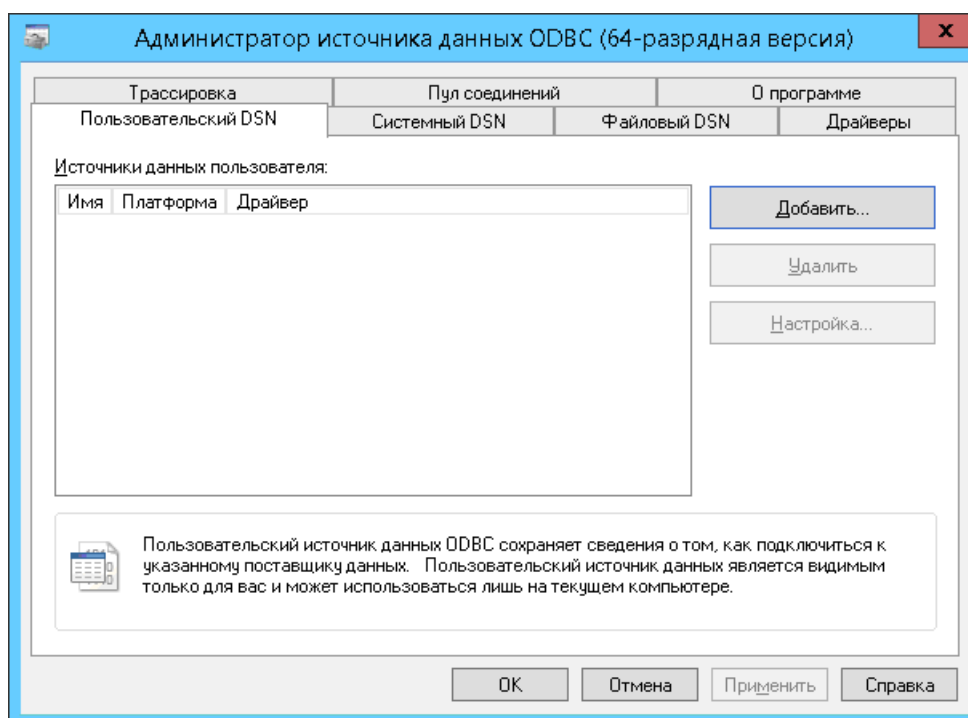 Администратор источника данных ODBC (64-разрядная версия)
x
Трассировка
Пул соединений
О программе
Пользовательский DSN
Системный DSN
Файловый DSN
Драйверы
Источники данных пользователя:
Имя
Платформа
Драйвер
Добавить...
Удалить
Настройка...
Пользовательский источник данных ODBC сохраняет сведения о том, как подключиться к
указанному поставщику данных. Пользовательский источник данных является видимым
только для вас и может использоваться лишь на текущем компьютере.
OK
Отмена
Применить
Справка